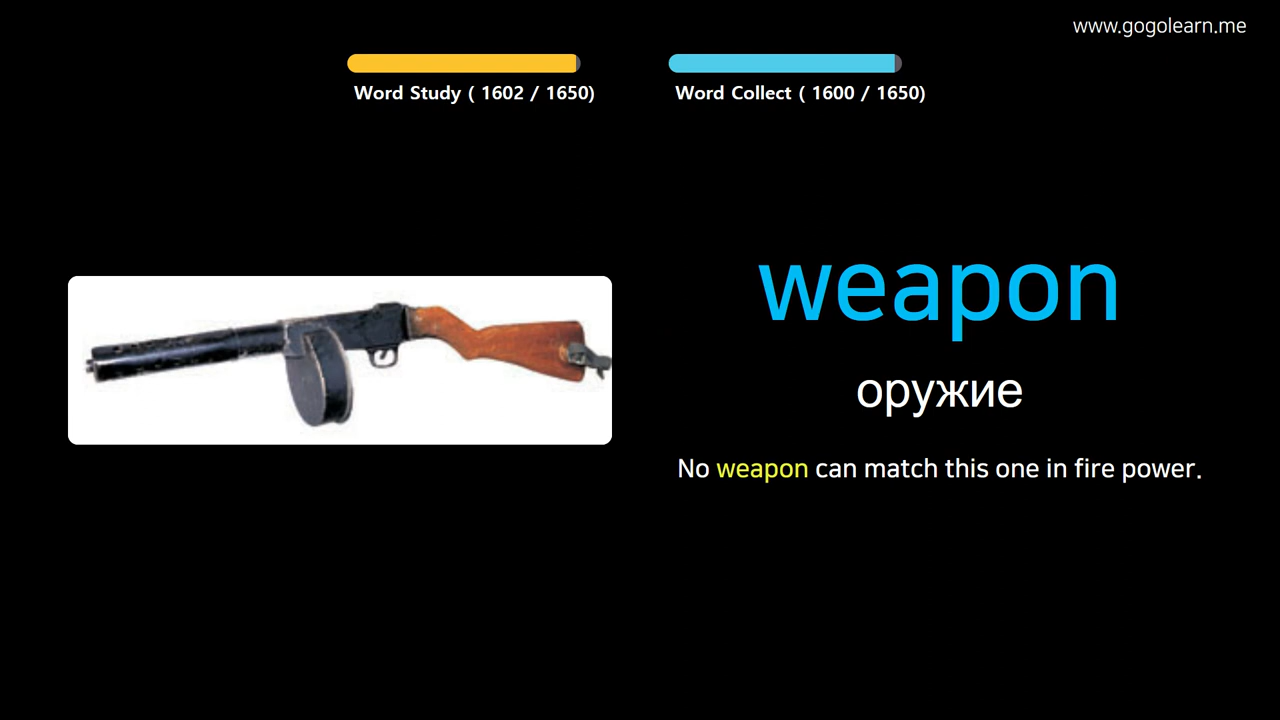 www.gogolearn.me
Word Study ( 1602 / 1650)
Word Collect ( 1600 / 1650)
weapon
оружие
No weapon can match this one in fire power.